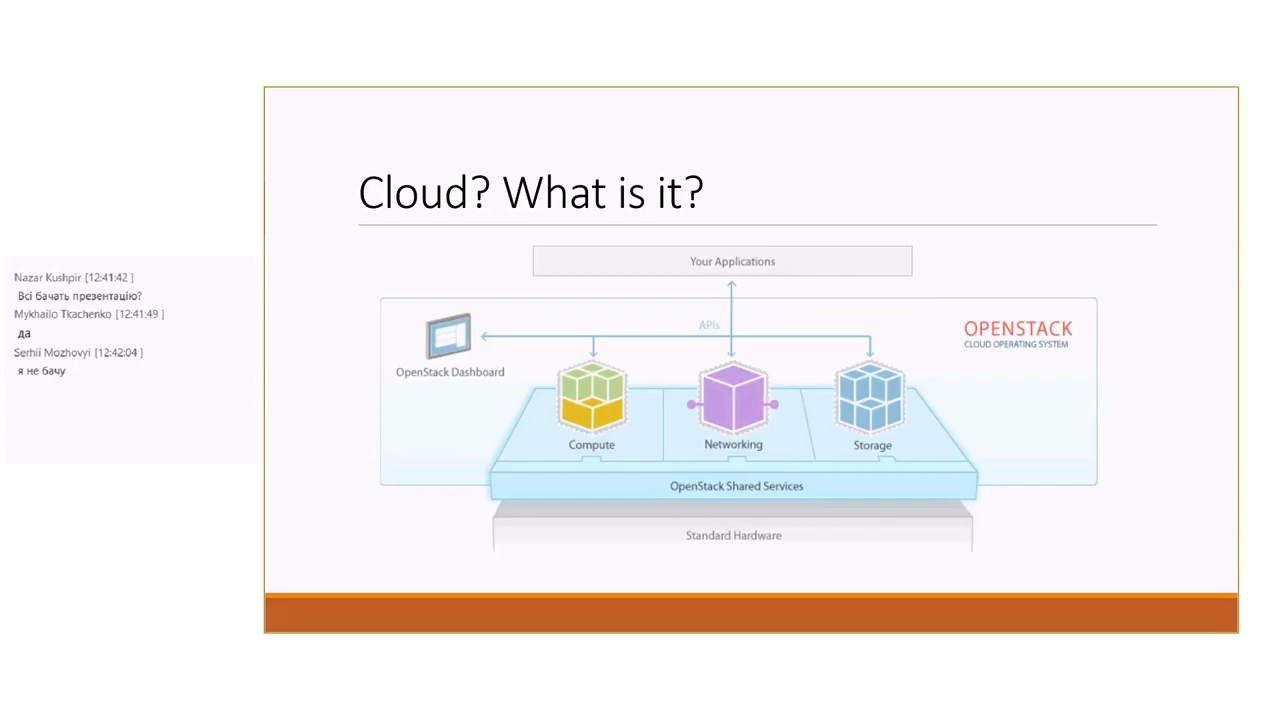 Cloud? What is it?
Your Applications
APIs
OPENSTACK
CLOUD OPERATING SYSTEM
OpenStack Dashboard
Compute
Networking
Storage
OpenStack Shared Services
Standard Hardware
Nazar Kushpir [12:41:42 ]
Всі бачать презентацію?
Mykhailo Tkachenko [12:41:49 ]
да
Serhii Mozhovyi [12:42:04 ]
я не бачу